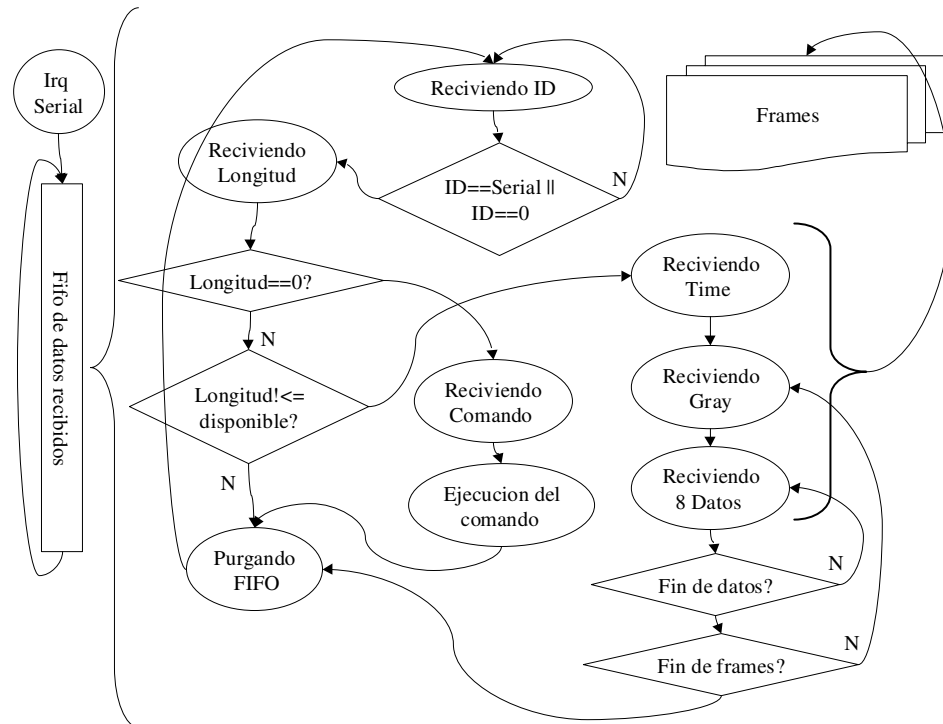 Irq
Serial
Fifo de datos recibidos
Reciviendo ID
ID==Serial ||
ID==0
N
Reciviendo
Longitud
Longitud==0?
N
Longitud!<=
disponible?
N
Purgando
FIFO
Reciviendo
Comando
Ejecucion del
comando
Frames
Reciviendo
Time
Reciviendo
Gray
Reciviendo
8 Datos
Fin de datos?
N
Fin de frames?
N